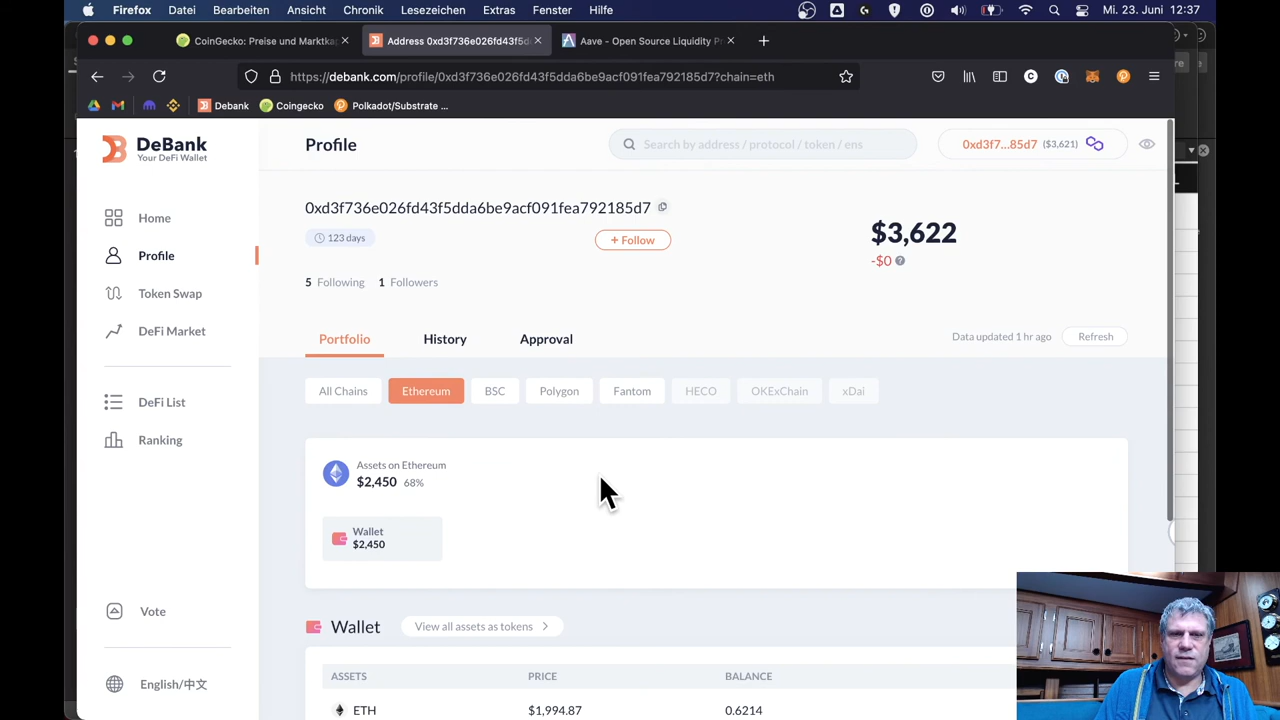 Firefox Datei Bearbeiten Ansicht Chronik Lesezeichen Extras Fenster Hilfe Mi. 23. Juni 12:37
CoinGecko: Preise und Marktka Address 0xd3f736e026fd43f5d Aave - Open Source Liquidity Pr
https://debank.com/profile/0xd3f736e026fd43f5dda6be9acf091fea792185d7?chain=eth
Debank Coingecko Polkadot/Substrate ...
DeBank
Your DeFi Wallet
Profile
Search by address / protocol / token / ens
0xd3f7...85d7 ($3,621)
Home
Profile
Token Swap
DeFi Market
DeFi List
Ranking
Vote
English/中文
0xd3f736e026fd43f5dda6be9acf091fea792185d7
123 days
+ Follow
$3,622
-$0
5 Following 1 Followers
Portfolio History Approval
Data updated 1 hr ago Refresh
All Chains Ethereum BSC Polygon Fantom HECO OKExChain xDai
Assets on Ethereum
$2,450 68%
Wallet
$2,450
Wallet View all assets as tokens
ASSETS PRICE BALANCE
ETH $1,994.87 0.6214